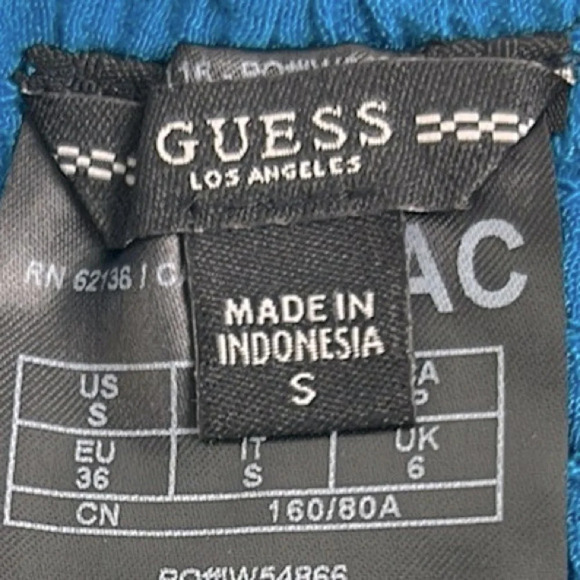 GUESS
LOS ANGELES
RN 62136 / C
AC
MADE IN
INDONESIA
S
US
S
EU IT UK
36 S 6
CN 160/80A